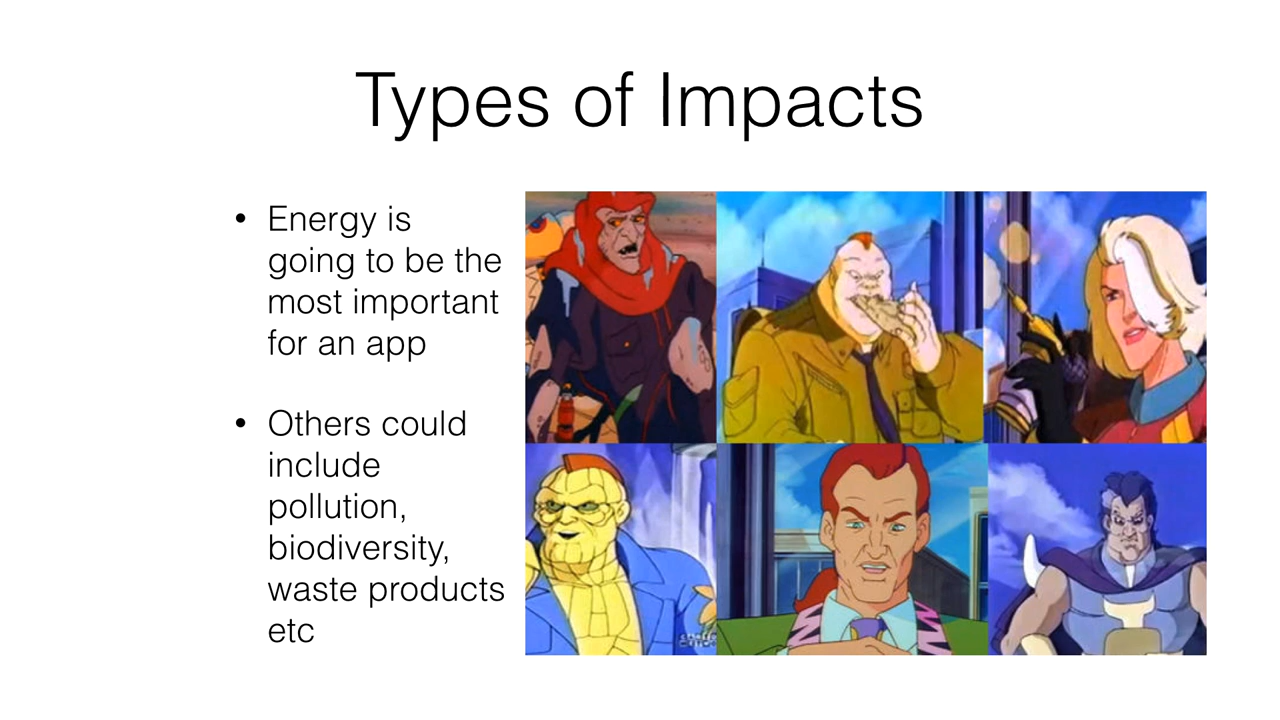 Types of Impacts
• Energy is
going to be the
most important
for an app
• Others could
include
pollution,
biodiversity,
waste products
etc